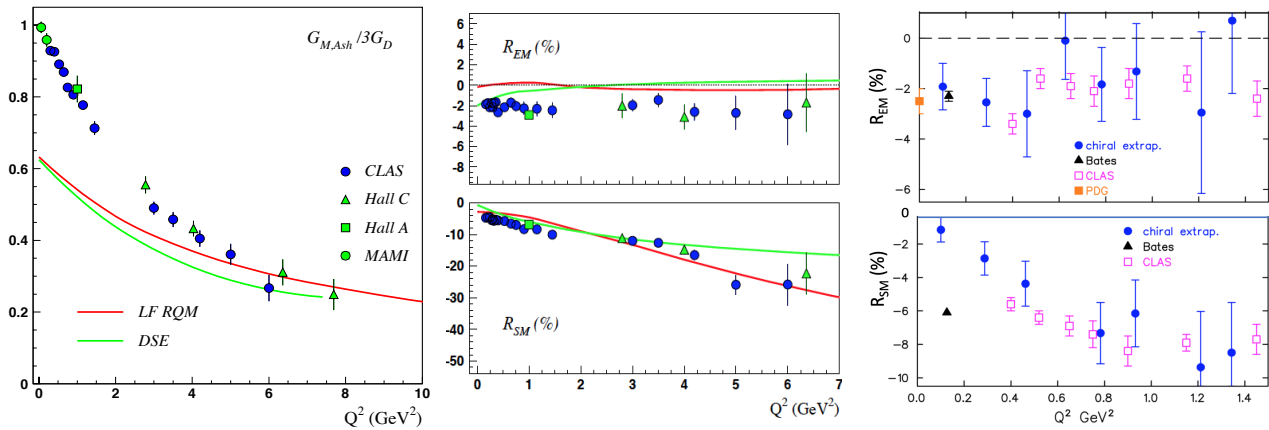 G_{M,Ash}/3G_D
1
0.8
0.6
0.4
0.2
0
CLAS
Hall C
Hall A
MAMI
LF RQM
DSE
0 2 4 6 8 10
Q² (GeV²)
R_{EM}(%)
6
4
2
0
-2
-4
-6
-8
R_{SM}(%)
0
-10
-20
-30
-40
-50
0 1 2 3 4 5 6 7
Q² (GeV²)
R_{EM} (%)
0
−2
−4
−6
chiral extrap.
Bates
CLAS
PDG
R_{SM} (%)
0
−2
−4
−6
−8
−10
chiral extrap.
Bates
CLAS
0.0 0.2 0.4 0.6 0.8 1.0 1.2 1.4
Q² GeV²